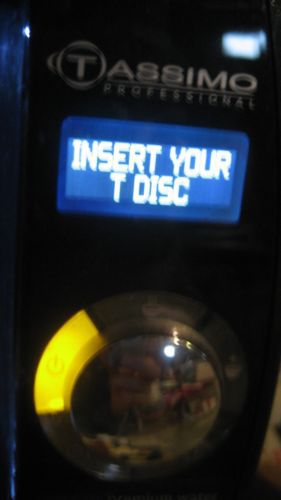 TASSIMO
PROFESSIONAL
INSERT YOUR
T DISC